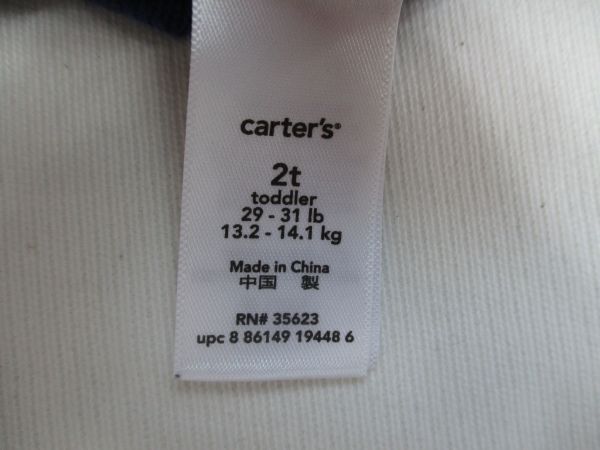 carter's®
2t
toddler
29 - 31 lb
13.2 - 14.1 kg
Made in China
中国 製
RN# 35623
upc 8 86149 19448 6